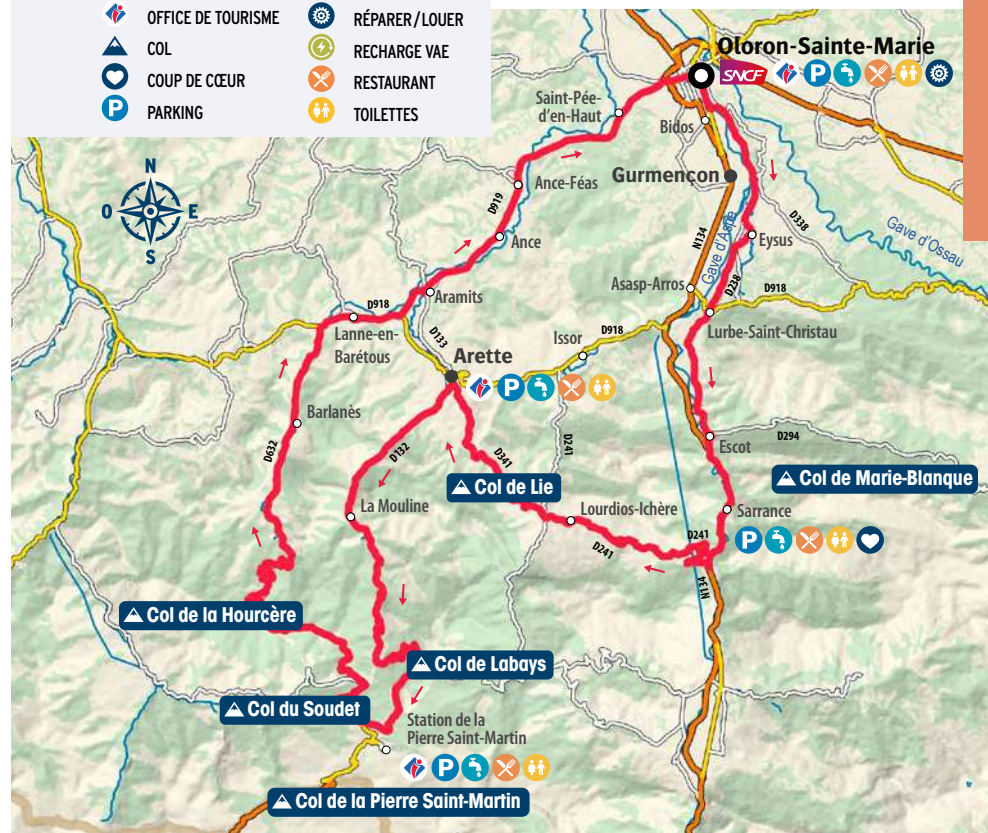 OFFICE DE TOURISME
COL
COUP DE CŒUR
PARKING
RÉPARER/LOUER
RECHARGE VAE
RESTAURANT
TOILETTES
N
O
E
S
Oloron-Sainte-Marie
SNCF
P
Saint-Pée-
d'en-Haut
Bidos
Gurmençon
Ance-Féas
D919
Ance
N134
Gave d'Aspe
D338
Gave d'Ossau
Eysus
D238
Asasp-Arros
D918
Aramits
D918
Lanne-en-
Barétous
D133
Issor
D918
Lurbe-Saint-Christau
Arette
P
Barlanès
D632
D132
D341
D241
Escot
D294
Col de Lie
Col de Marie-Blanque
La Mouline
Lourdios-Ichère
Sarrance
P
D241
D241
N134
Col de la Hourcère
Col de Labays
Col du Soudet
Station de la
Pierre Saint-Martin
P
Col de la Pierre Saint-Martin